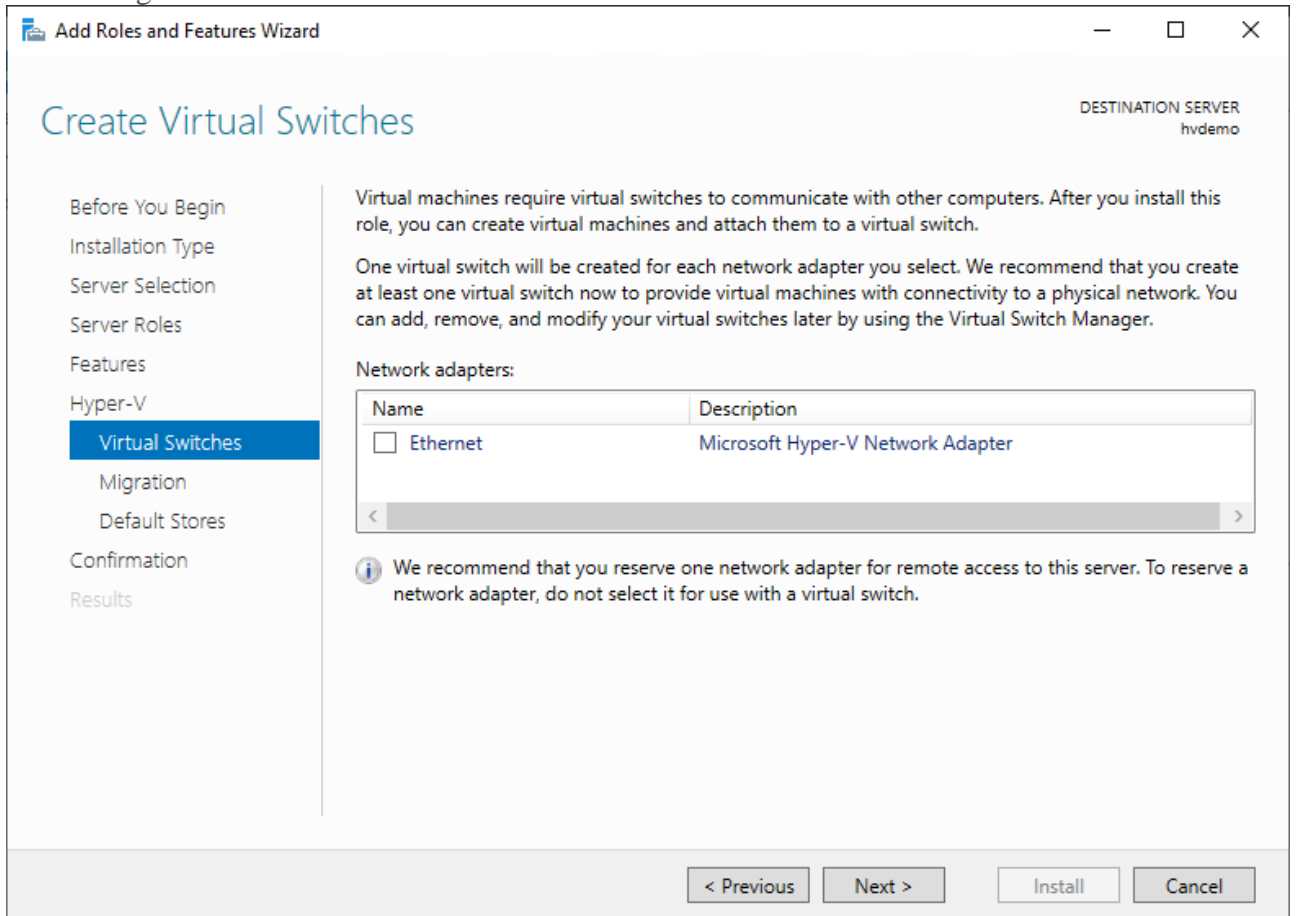 Add Roles and Features Wizard
Create Virtual Switches
DESTINATION SERVER
hvdemo
Before You Begin
Installation Type
Server Selection
Server Roles
Features
Hyper-V
Virtual Switches
Migration
Default Stores
Confirmation
Results
Virtual machines require virtual switches to communicate with other computers. After you install this
role, you can create virtual machines and attach them to a virtual switch.
One virtual switch will be created for each network adapter you select. We recommend that you create
at least one virtual switch now to provide virtual machines with connectivity to a physical network. You
can add, remove, and modify your virtual switches later by using the Virtual Switch Manager.
Network adapters:
Name Description
Ethernet Microsoft Hyper-V Network Adapter
We recommend that you reserve one network adapter for remote access to this server. To reserve a
network adapter, do not select it for use with a virtual switch.
< Previous Next > Install Cancel